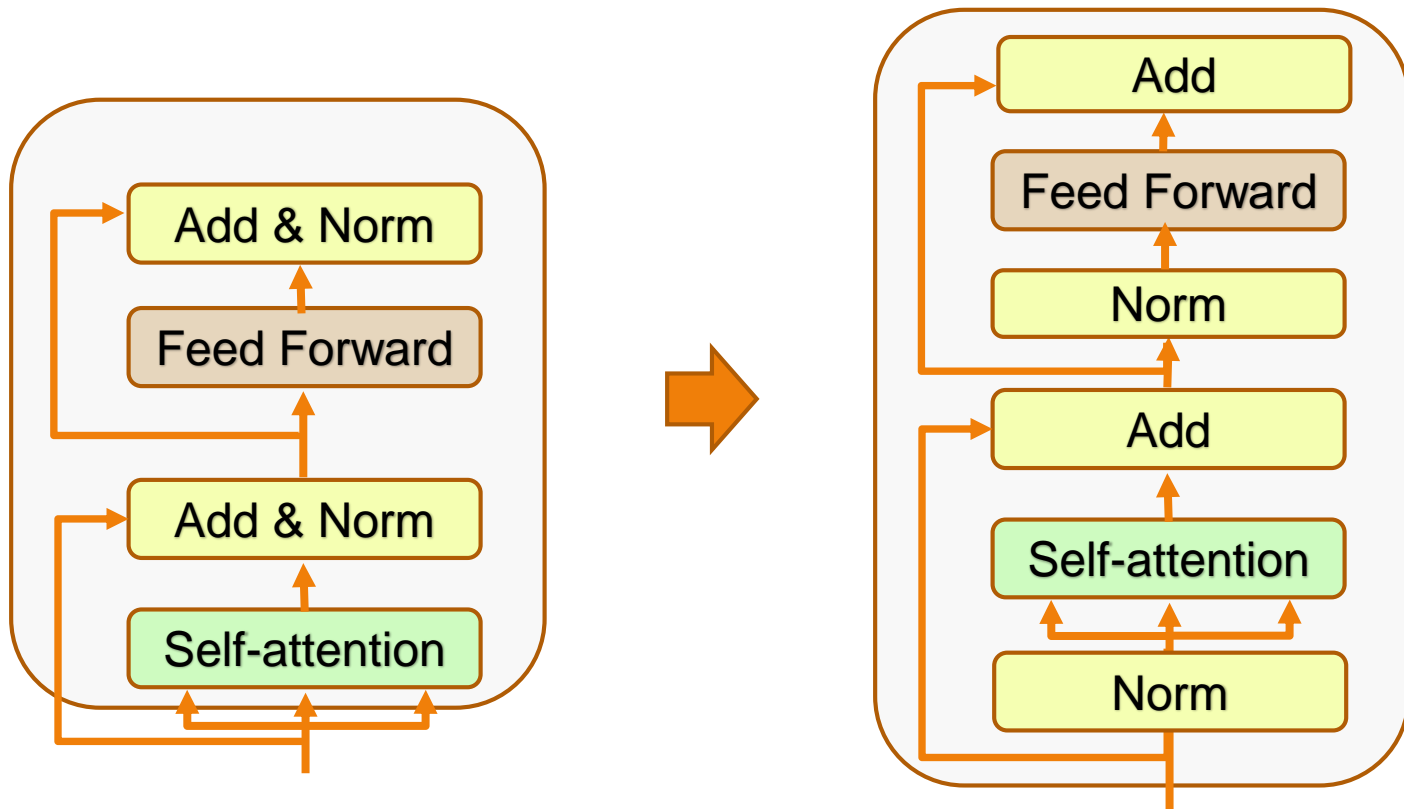 Add & Norm
Feed Forward
Add & Norm
Self-attention
Add
Feed Forward
Norm
Add
Self-attention
Norm